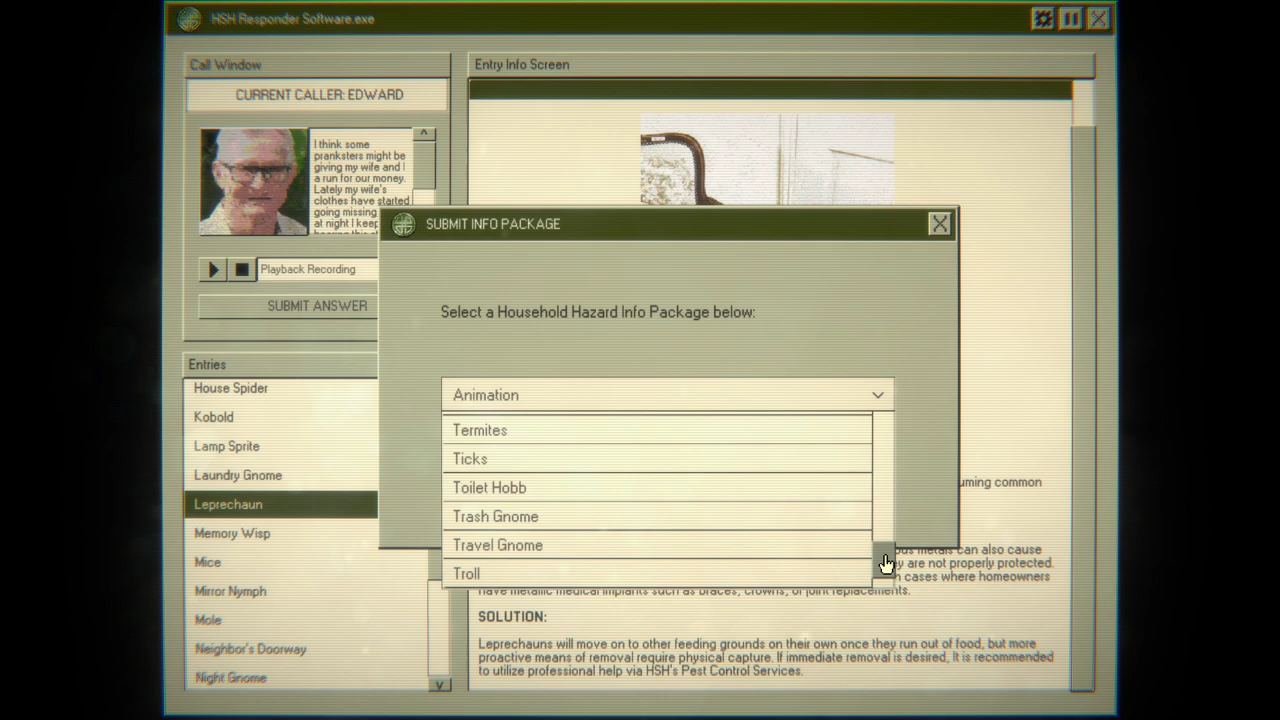 HSH Responder Software.exe
Call Window
CURRENT CALLER: EDWARD
I think some
pranksters might be
giving my wife and I
a run for our money.
Lately my wife's
clothes have started
going missing
at night I keep
Playback Recording
SUBMIT ANSWER
Entries
House Spider
Kobold
Lamp Sprite
Laundry Gnome
Leprechaun
Memory Wisp
Mice
Mirror Nymph
Mole
Neighbor's Doorway
Night Gnome
Entry Info Screen
SUBMIT INFO PACKAGE
Select a Household Hazard Info Package below:
Animation
Termites
Ticks
Toilet Hobb
Trash Gnome
Travel Gnome
Troll
uming common
metals can also cause
they are not properly protected.
cases where homeowners
have metallic medical implants such as braces, crowns, or joint replacements.
SOLUTION:
Leprechauns will move on to other feeding grounds on their own once they run out of food, but more
proactive means of removal require physical capture. If immediate removal is desired, It is recommended
to utilize professional help via HSH's Pest Control Services.